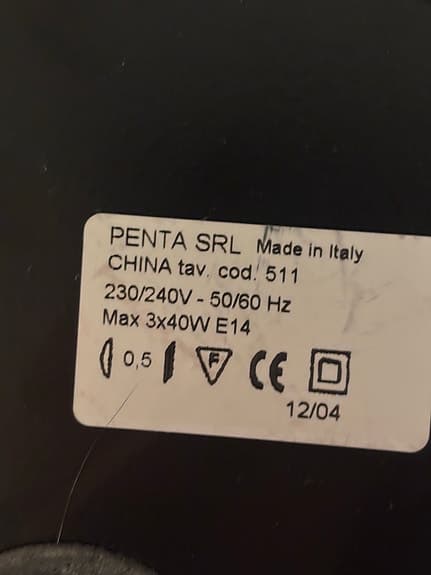 PENTA SRL Made in Italy
CHINA tav. cod. 511
230/240V - 50/60 Hz
Max 3x40W E14
0,5 F CE
12/04